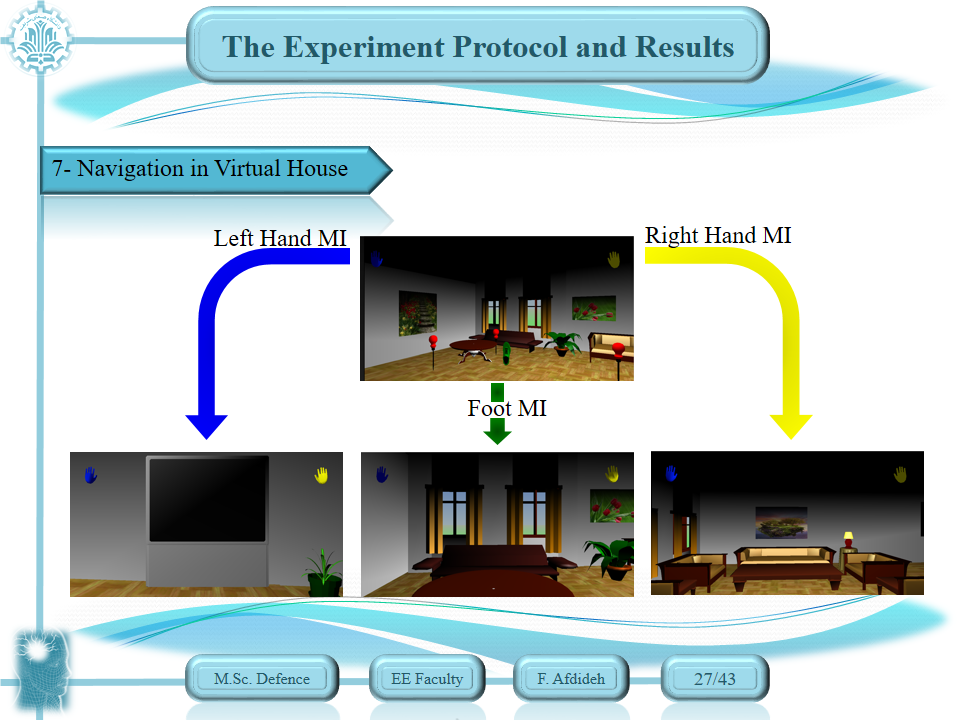 The Experiment Protocol and Results
7- Navigation in Virtual House
Left Hand MI
Right Hand MI
Foot MI
M.Sc. Defence
EE Faculty
F. Afdideh
27/43